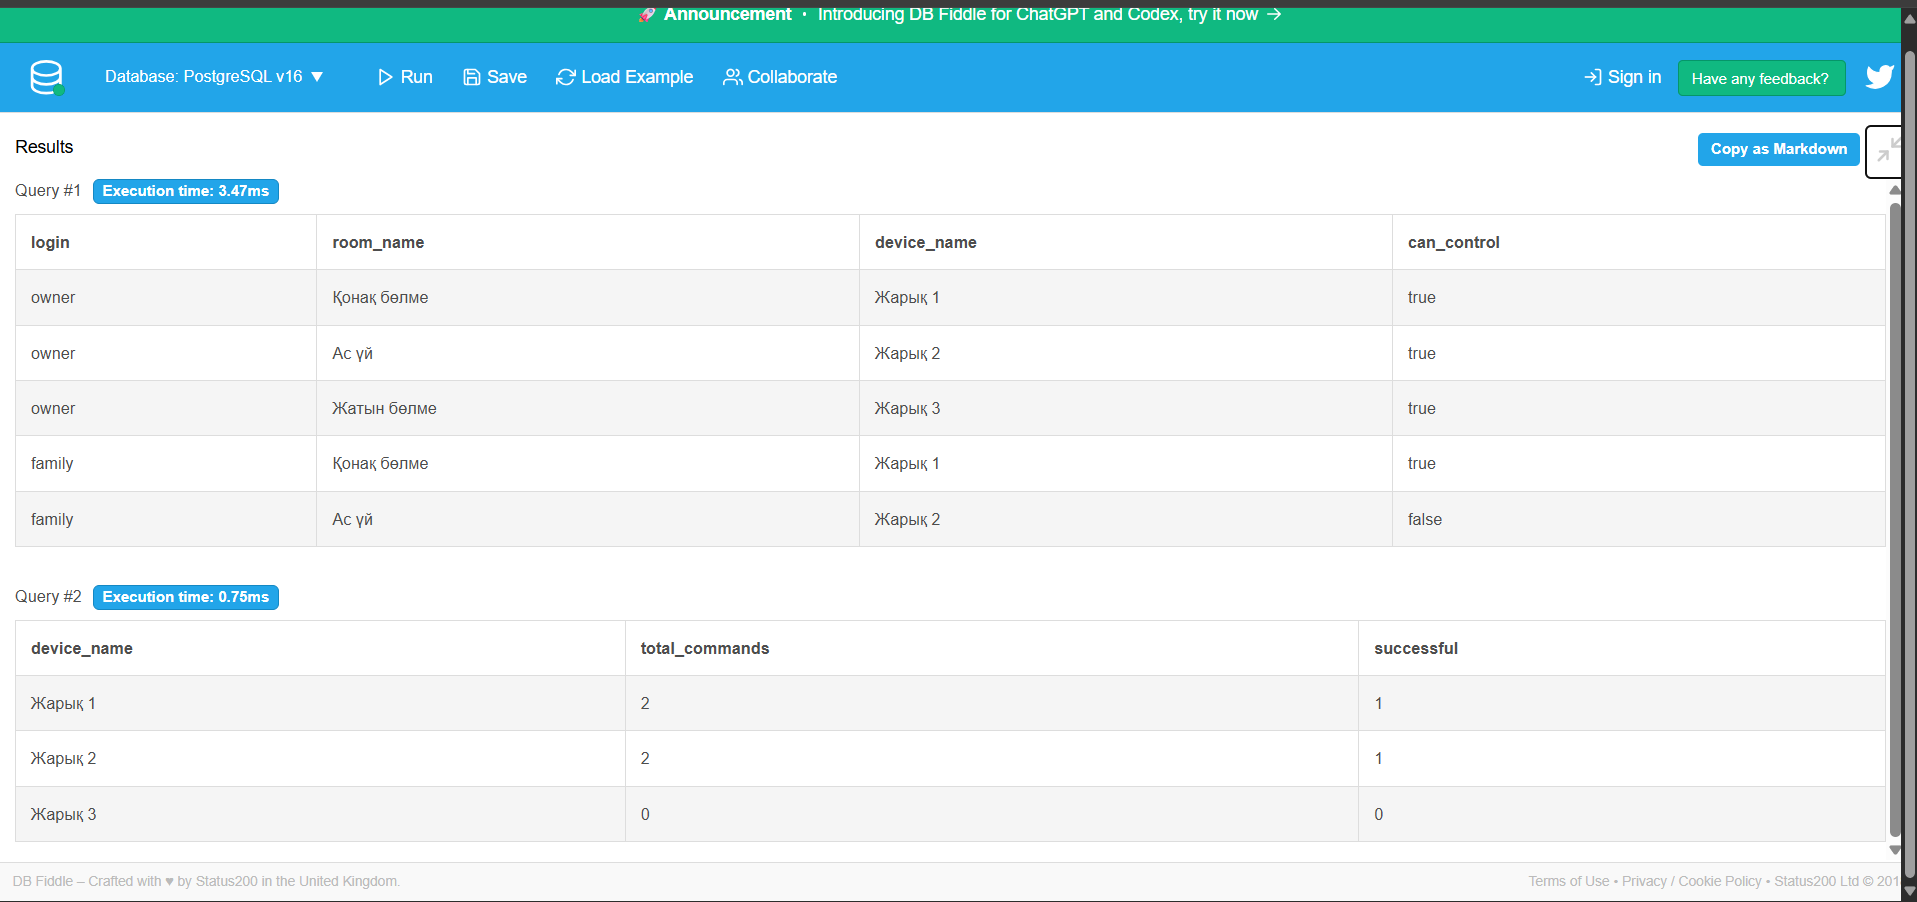 🚀 Announcement · Introducing DB Fiddle for ChatGPT and Codex, try it now →
Database: PostgreSQL v16 ▼ Run Save Load Example Collaborate Sign in Have any feedback?
Results Copy as Markdown
Query #1 Execution time: 3.47ms
login room_name device_name can_control
owner Қонақ бөлме Жарық 1 true
owner Ас үй Жарық 2 true
owner Жатын бөлме Жарық 3 true
family Қонақ бөлме Жарық 1 true
family Ас үй Жарық 2 false
Query #2 Execution time: 0.75ms
device_name total_commands successful
Жарық 1 2 1
Жарық 2 2 1
Жарық 3 0 0
DB Fiddle – Crafted with ♥ by Status200 in the United Kingdom. Terms of Use • Privacy / Cookie Policy • Status200 Ltd © 201